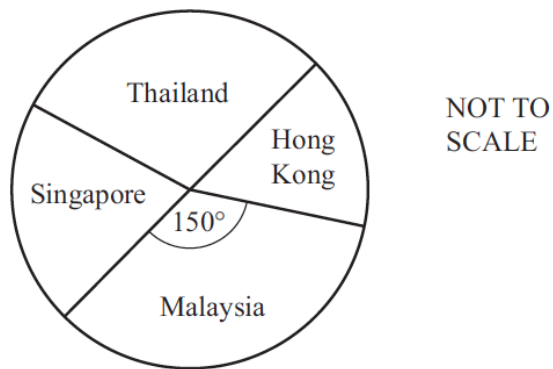 Thailand
NOT TO
SCALE
Hong
Kong
Singapore
150°
Malaysia